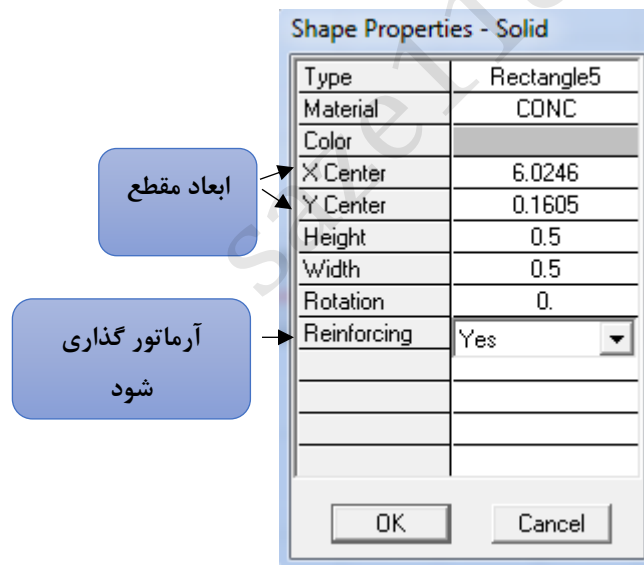 Shape Properties - Solid
Type Rectangle5
Material CONC
Color
X Center 6.0246
Y Center 0.1605
Height 0.5
Width 0.5
Rotation 0.
Reinforcing Yes
OK Cancel
ابعاد مقطع
آرماتور گذاری
شود